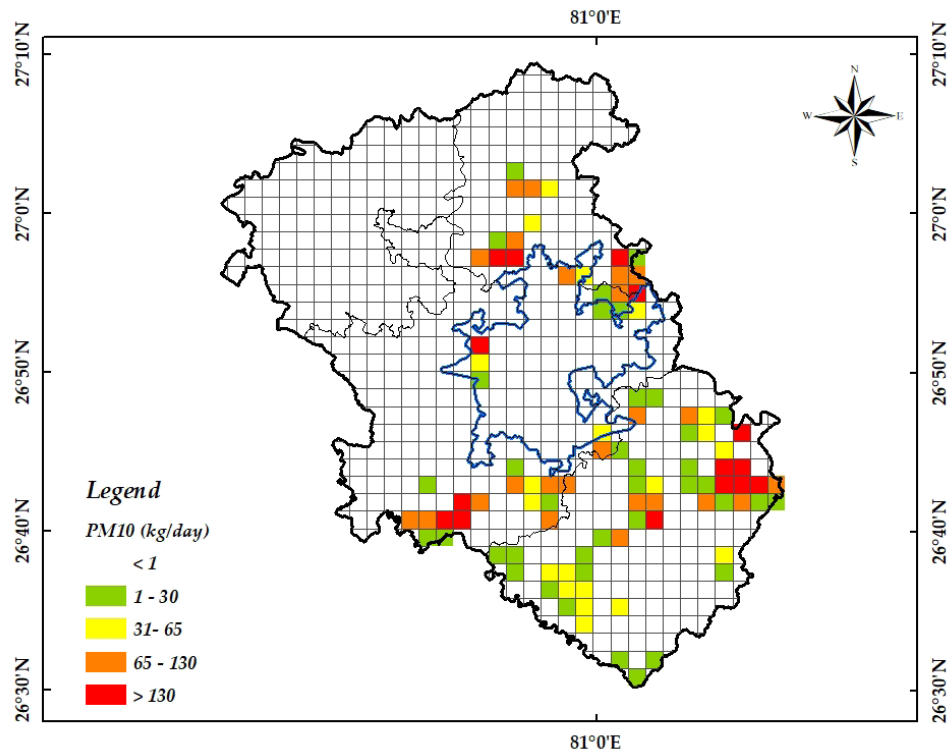 81°0'E
27°10'N
27°10'N
N
W
E
S
27°0'N
27°0'N
26°50'N
26°50'N
Legend
PM10 (kg/day)
< 1
1 - 30
31- 65
65 - 130
> 130
26°40'N
26°40'N
26°30'N
26°30'N
81°0'E